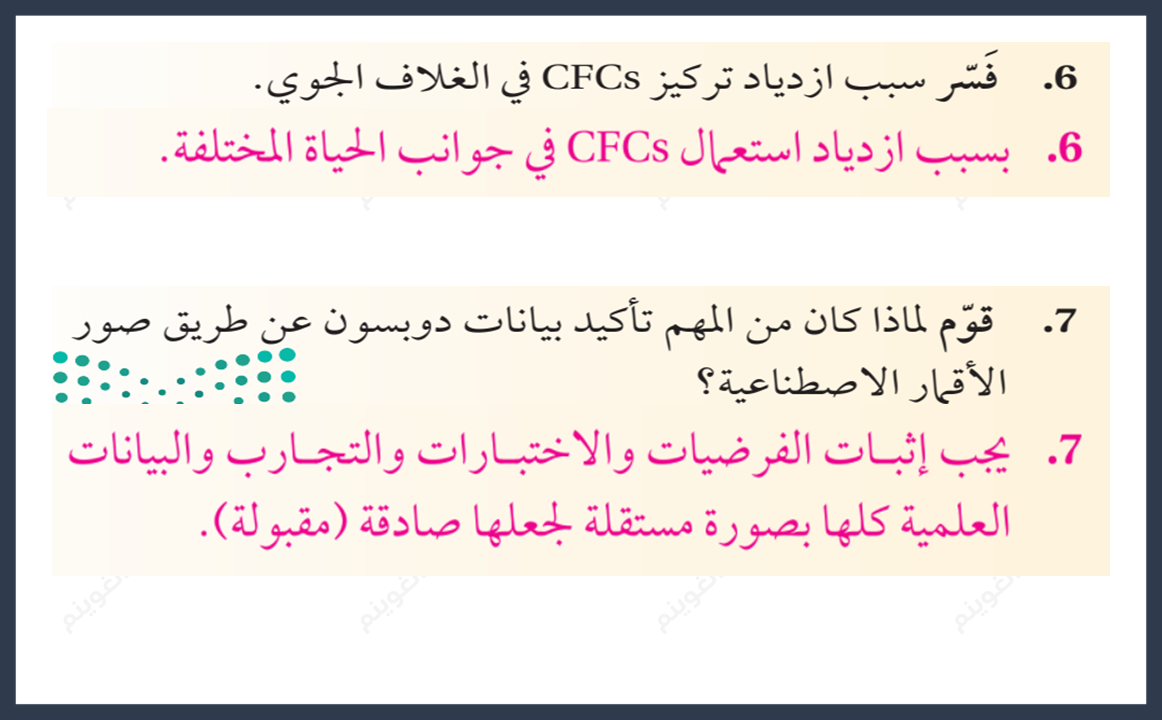 6. فَسّر سبب ازدياد تركيز CFCs في الغلاف الجوي.
6. بسبب ازدياد استعمال CFCs في جوانب الحياة المختلفة.
7. قوّم لماذا كان من المهم تأكيد بيانات دوبسون عن طريق صور
الأقمار الاصطناعية؟
7. يجب إثبات الفرضيات والاختبارات والتجارب والبيانات
العلمية كلها بصورة مستقلة لجعلها صادقة (مقبولة).